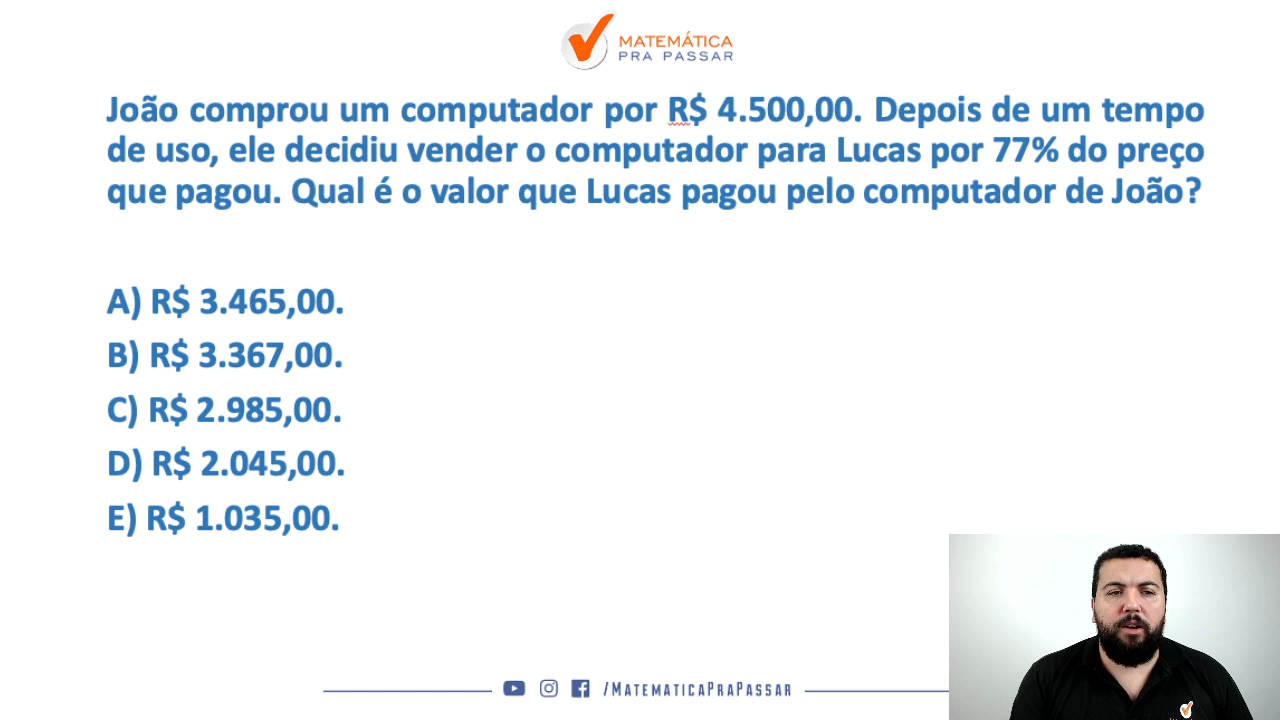 MATEMÁTICA
PRA PASSAR
João comprou um computador por R$ 4.500,00. Depois de um tempo
de uso, ele decidiu vender o computador para Lucas por 77% do preço
que pagou. Qual é o valor que Lucas pagou pelo computador de João?
A) R$ 3.465,00.
B) R$ 3.367,00.
C) R$ 2.985,00.
D) R$ 2.045,00.
E) R$ 1.035,00.
/MATEMATICAPRAPASSAR